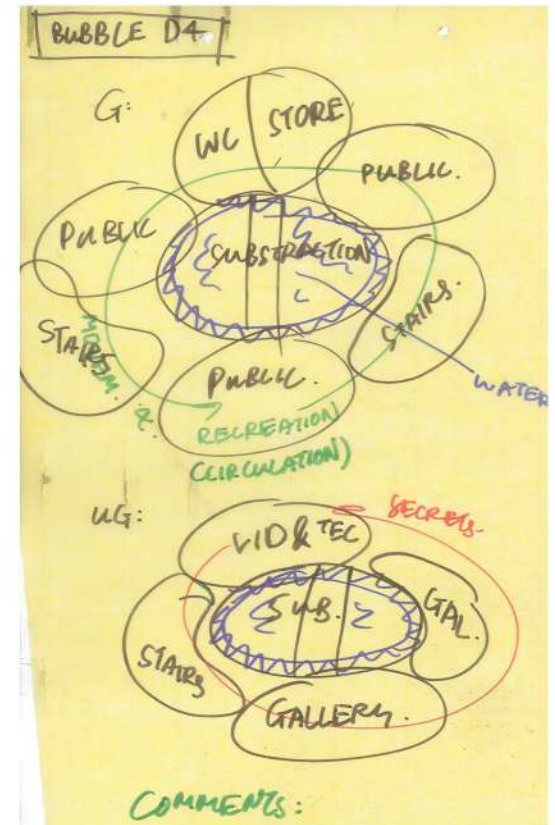 BUBBLE D4
G:
WC STORE
PUBLIC.
PUBLIC
SUBSTRACTION
STAIRS.
STAIRS
WATER
PUBLIC.
&
RECREATION
(CIRCULATION)
UG:
SECRETS.
VID & TEC
SUB.
GAL.
STAIRS
GALLERY.
COMMENTS: